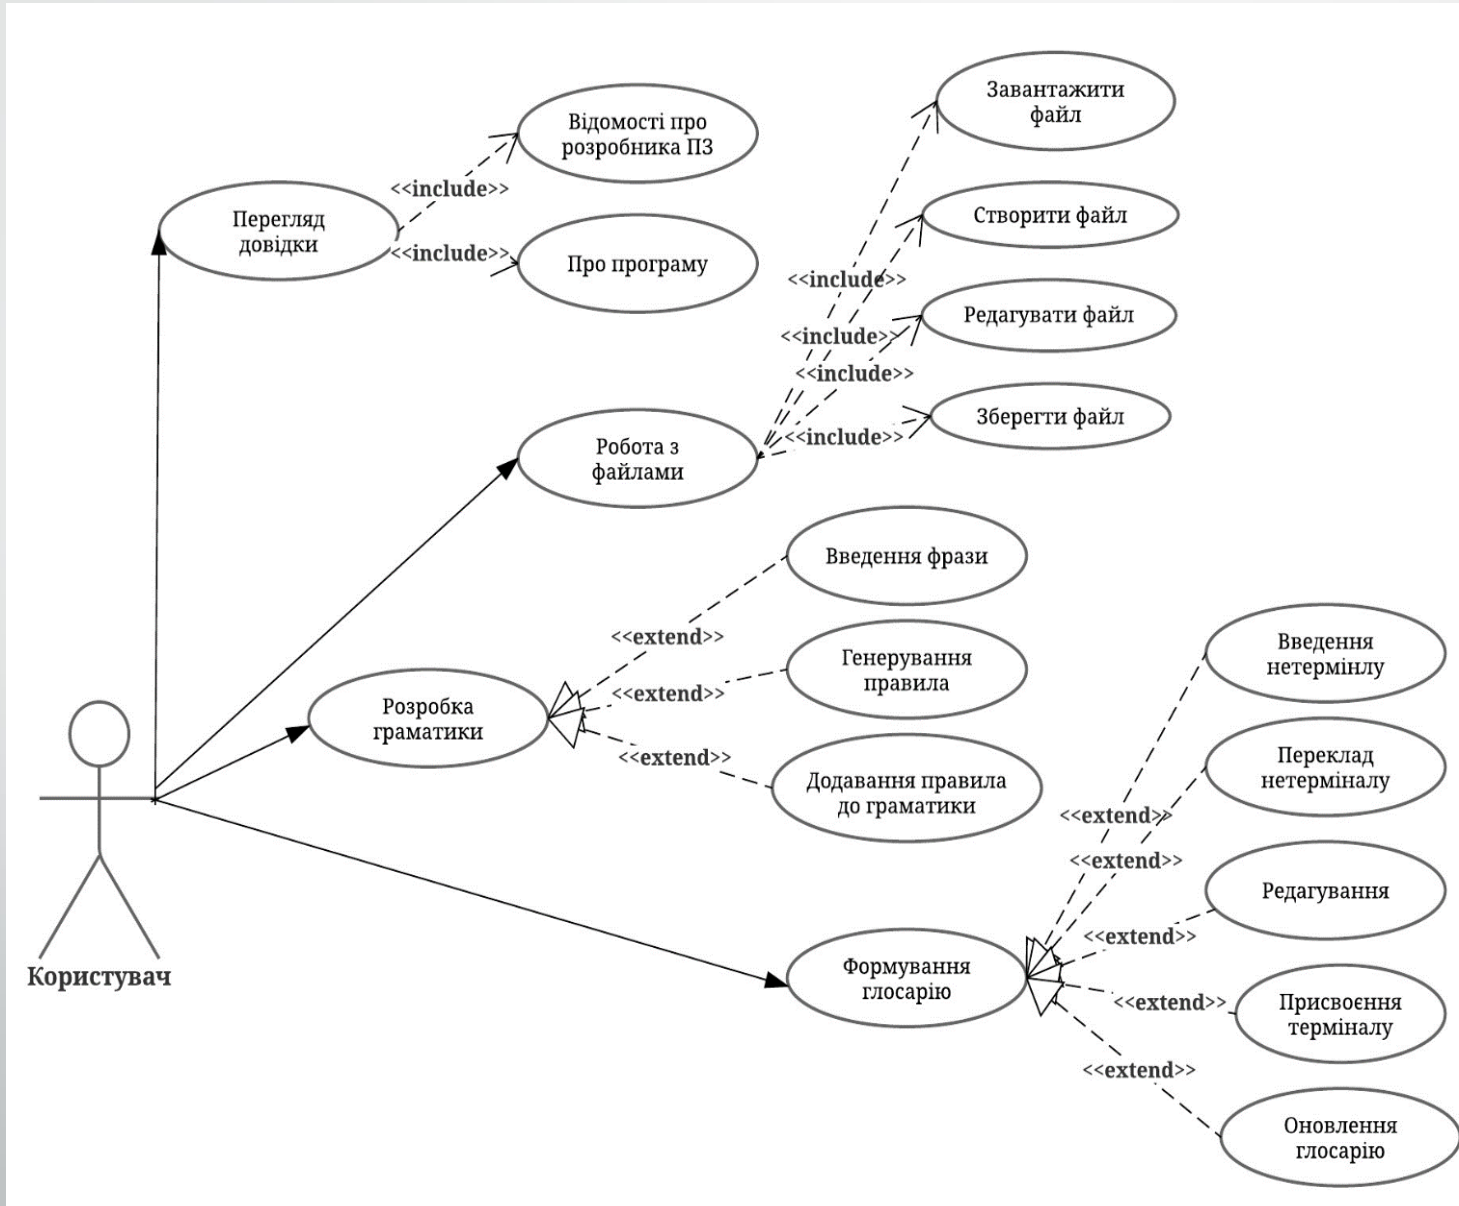 Завантажити
файл
Відомості про
розробника ПЗ
<<include>>
Перегляд
довідки
Створити файл
<<include>>
Про програму
<<include>>
Редагувати файл
<<include>>
<<include>>
Зберегти файл
<<include>>
Робота з
файлами
Введення фрази
<<extend>>
Генерування
правила
<<extend>>
Розробка
граматики
<<extend>>
Додавання правила
до граматики
Введення
нетермінлу
Переклад
нетерміналу
<<extend>>
<<extend>>
Редагування
<<extend>>
Користувач
Формування
глосарію
<<extend>>
Присвоєння
терміналу
<<extend>>
Оновлення
глосарію